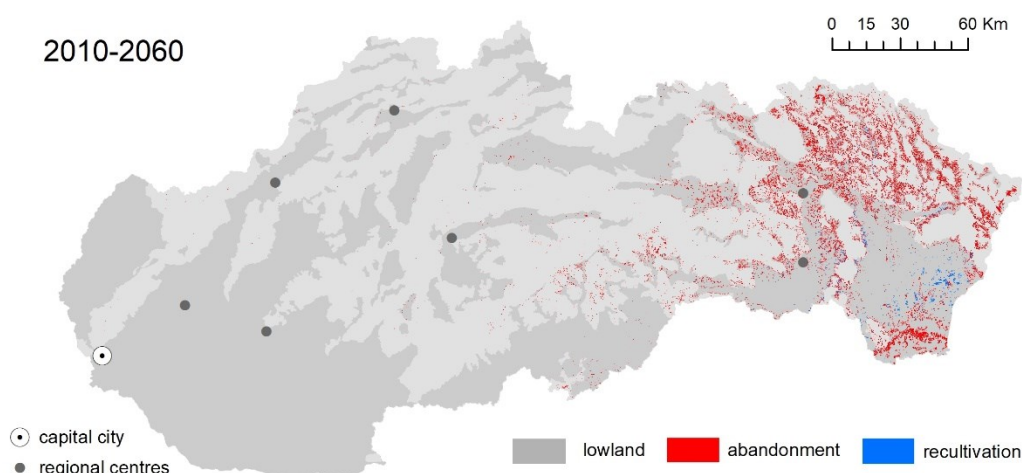 2010-2060
0 15 30 60 Km
capital city
regional centres
lowland
abandonment
recultivation